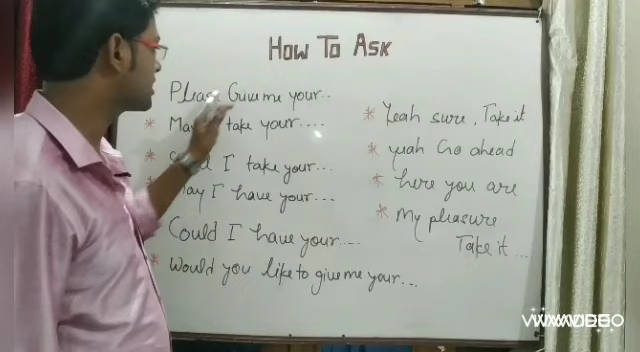 How To Ask
Please Give me your..
* May take your....
* I take your...
May I have your...
Could I have your....
* Would you like to give me your...
* Yeah sure, Take it
* Yeah Go ahead
* here you are
* My pleasure
Take it...